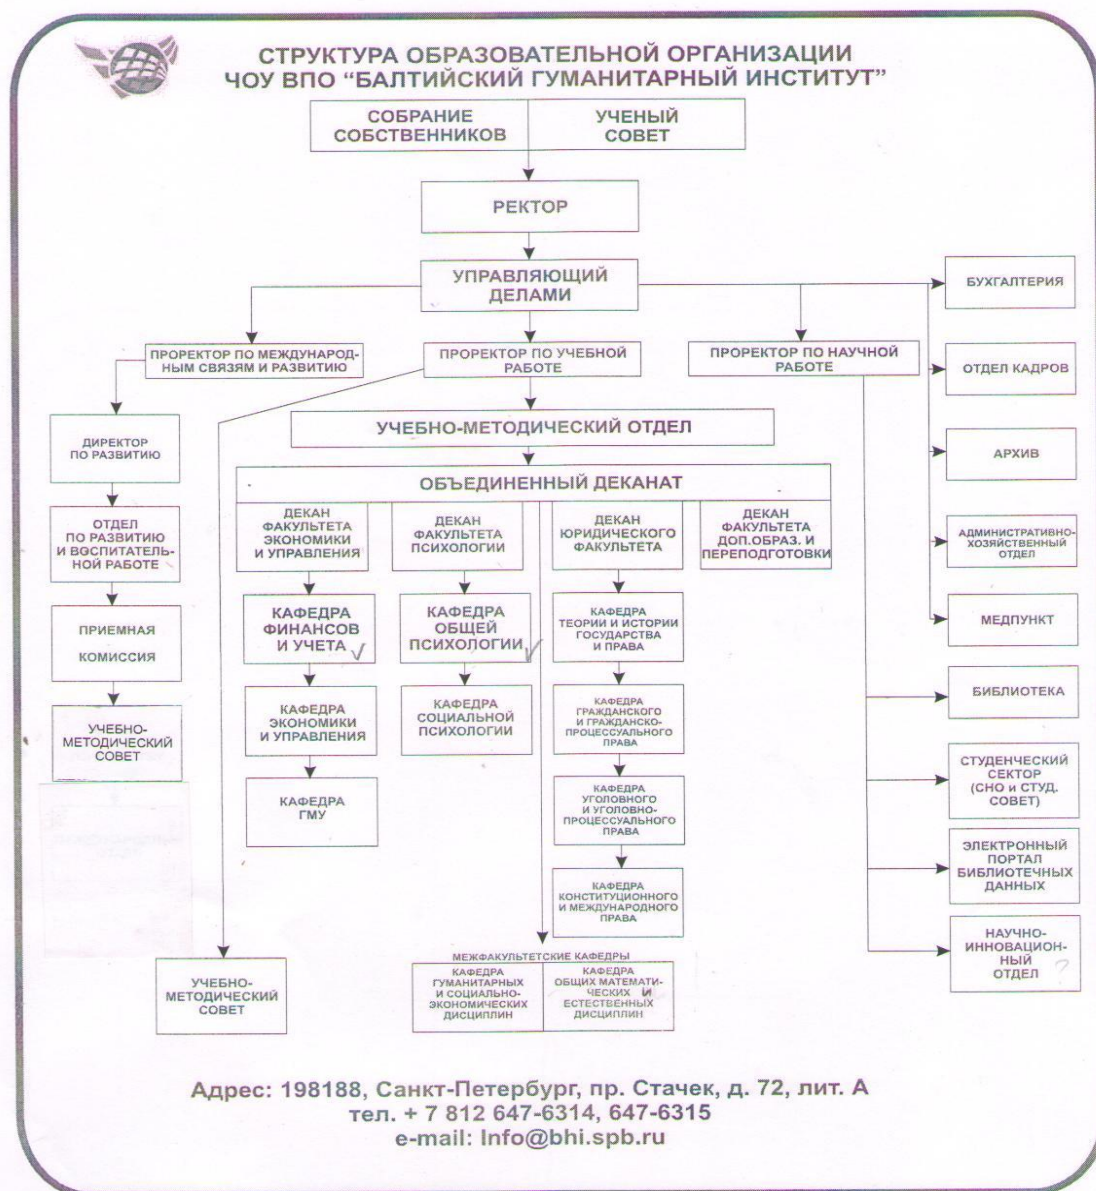 СТРУКТУРА ОБРАЗОВАТЕЛЬНОЙ ОРГАНИЗАЦИИ
ЧОУ ВПО “БАЛТИЙСКИЙ ГУМАНИТАРНЫЙ ИНСТИТУТ”
СОБРАНИЕ
СОБСТВЕННИКОВ
УЧЕНЫЙ
СОВЕТ
РЕКТОР
УПРАВЛЯЮЩИЙ
ДЕЛАМИ
БУХГАЛТЕРИЯ
ПРОРЕКТОР ПО МЕЖДУНАРОД-
НЫМ СВЯЗЯМ И РАЗВИТИЮ
ПРОРЕКТОР ПО УЧЕБНОЙ
РАБОТЕ
ПРОРЕКТОР ПО НАУЧНОЙ
РАБОТЕ
ОТДЕЛ КАДРОВ
ДИРЕКТОР
ПО РАЗВИТИЮ
УЧЕБНО-МЕТОДИЧЕСКИЙ ОТДЕЛ
АРХИВ
ОБЪЕДИНЕННЫЙ ДЕКАНАТ
ОТДЕЛ
ПО РАЗВИТИЮ
И ВОСПИТАТЕЛЬ-
НОЙ РАБОТЕ
ДЕКАН
ФАКУЛЬТЕТА
ЭКОНОМИКИ
И УПРАВЛЕНИЯ
ДЕКАН
ФАКУЛЬТЕТА
ПСИХОЛОГИИ
ДЕКАН
ЮРИДИЧЕСКОГО
ФАКУЛЬТЕТА
ДЕКАН
ФАКУЛЬТЕТА
ДОП.ОБРАЗ. И
ПЕРЕПОДГОТОВКИ
АДМИНИСТРАТИВНО-
ХОЗЯЙСТВЕННЫЙ
ОТДЕЛ
ПРИЕМНАЯ
КОМИССИЯ
КАФЕДРА
ФИНАНСОВ
И УЧЕТА
КАФЕДРА
ОБЩЕЙ
ПСИХОЛОГИИ
КАФЕДРА
ТЕОРИИ И ИСТОРИИ
ГОСУДАРСТВА
И ПРАВА
МЕДПУНКТ
УЧЕБНО-
МЕТОДИЧЕСКИЙ
СОВЕТ
КАФЕДРА
ЭКОНОМИКИ
И УПРАВЛЕНИЯ
КАФЕДРА
СОЦИАЛЬНОЙ
ПСИХОЛОГИИ
КАФЕДРА
ГРАЖДАНСКОГО
И ГРАЖДАНСКО-
ПРОЦЕССУАЛЬНОГО
ПРАВА
БИБЛИОТЕКА
КАФЕДРА
ГМУ
КАФЕДРА
УГОЛОВНОГО
И УГОЛОВНО-
ПРОЦЕССУАЛЬНОГО
ПРАВА
СТУДЕНЧЕСКИЙ
СЕКТОР
(СНО и СТУД.
СОВЕТ)
КАФЕДРА
КОНСТИТУЦИОННОГО
И МЕЖДУНАРОДНОГО
ПРАВА
ЭЛЕКТРОННЫЙ
ПОРТАЛ
БИБЛИОТЕЧНЫХ
ДАННЫХ
НАУЧНО-
ИННОВАЦИОН-
НЫЙ
ОТДЕЛ ?
УЧЕБНО-
МЕТОДИЧЕСКИЙ
СОВЕТ
МЕЖФАКУЛЬТЕТСКИЕ КАФЕДРЫ
КАФЕДРА
ГУМАНИТАРНЫХ
И СОЦИАЛЬНО-
ЭКОНОМИЧЕСКИХ
ДИСЦИПЛИН
КАФЕДРА
ОБЩИХ МАТЕМАТИ-
ЧЕСКИХ И
ЕСТЕСТВЕННЫХ
ДИСЦИПЛИН
Адрес: 198188, Санкт-Петербург, пр. Стачек, д. 72, лит. А
тел. + 7 812 647-6314, 647-6315
e-mail: Info@bhi.spb.ru